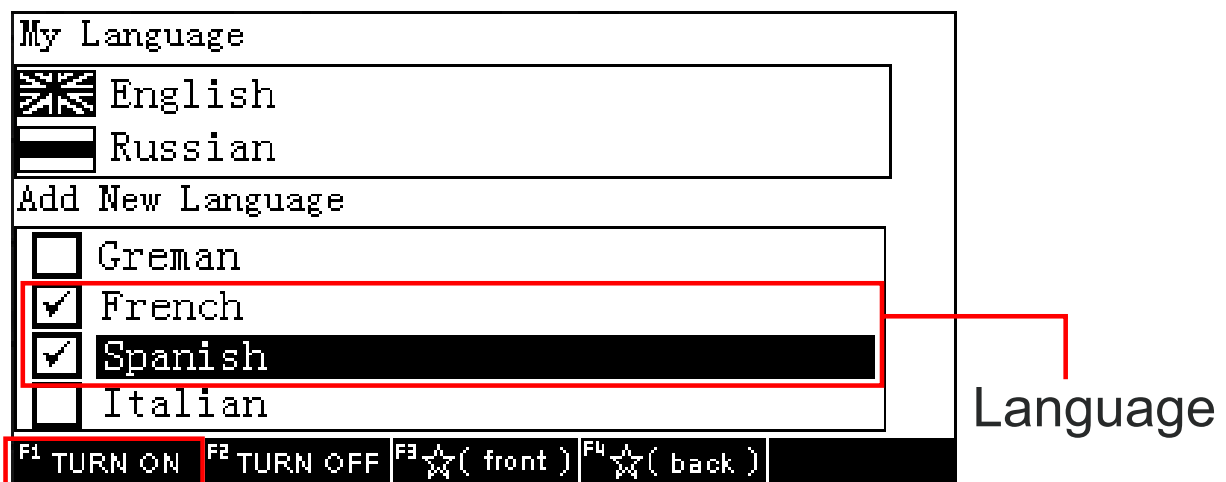 My Language
English
Russian
Add New Language
Greman
French
Spanish
Italian
Language
F1 TURN ON F2 TURN OFF F3 ☆( front ) F4 ☆( back )